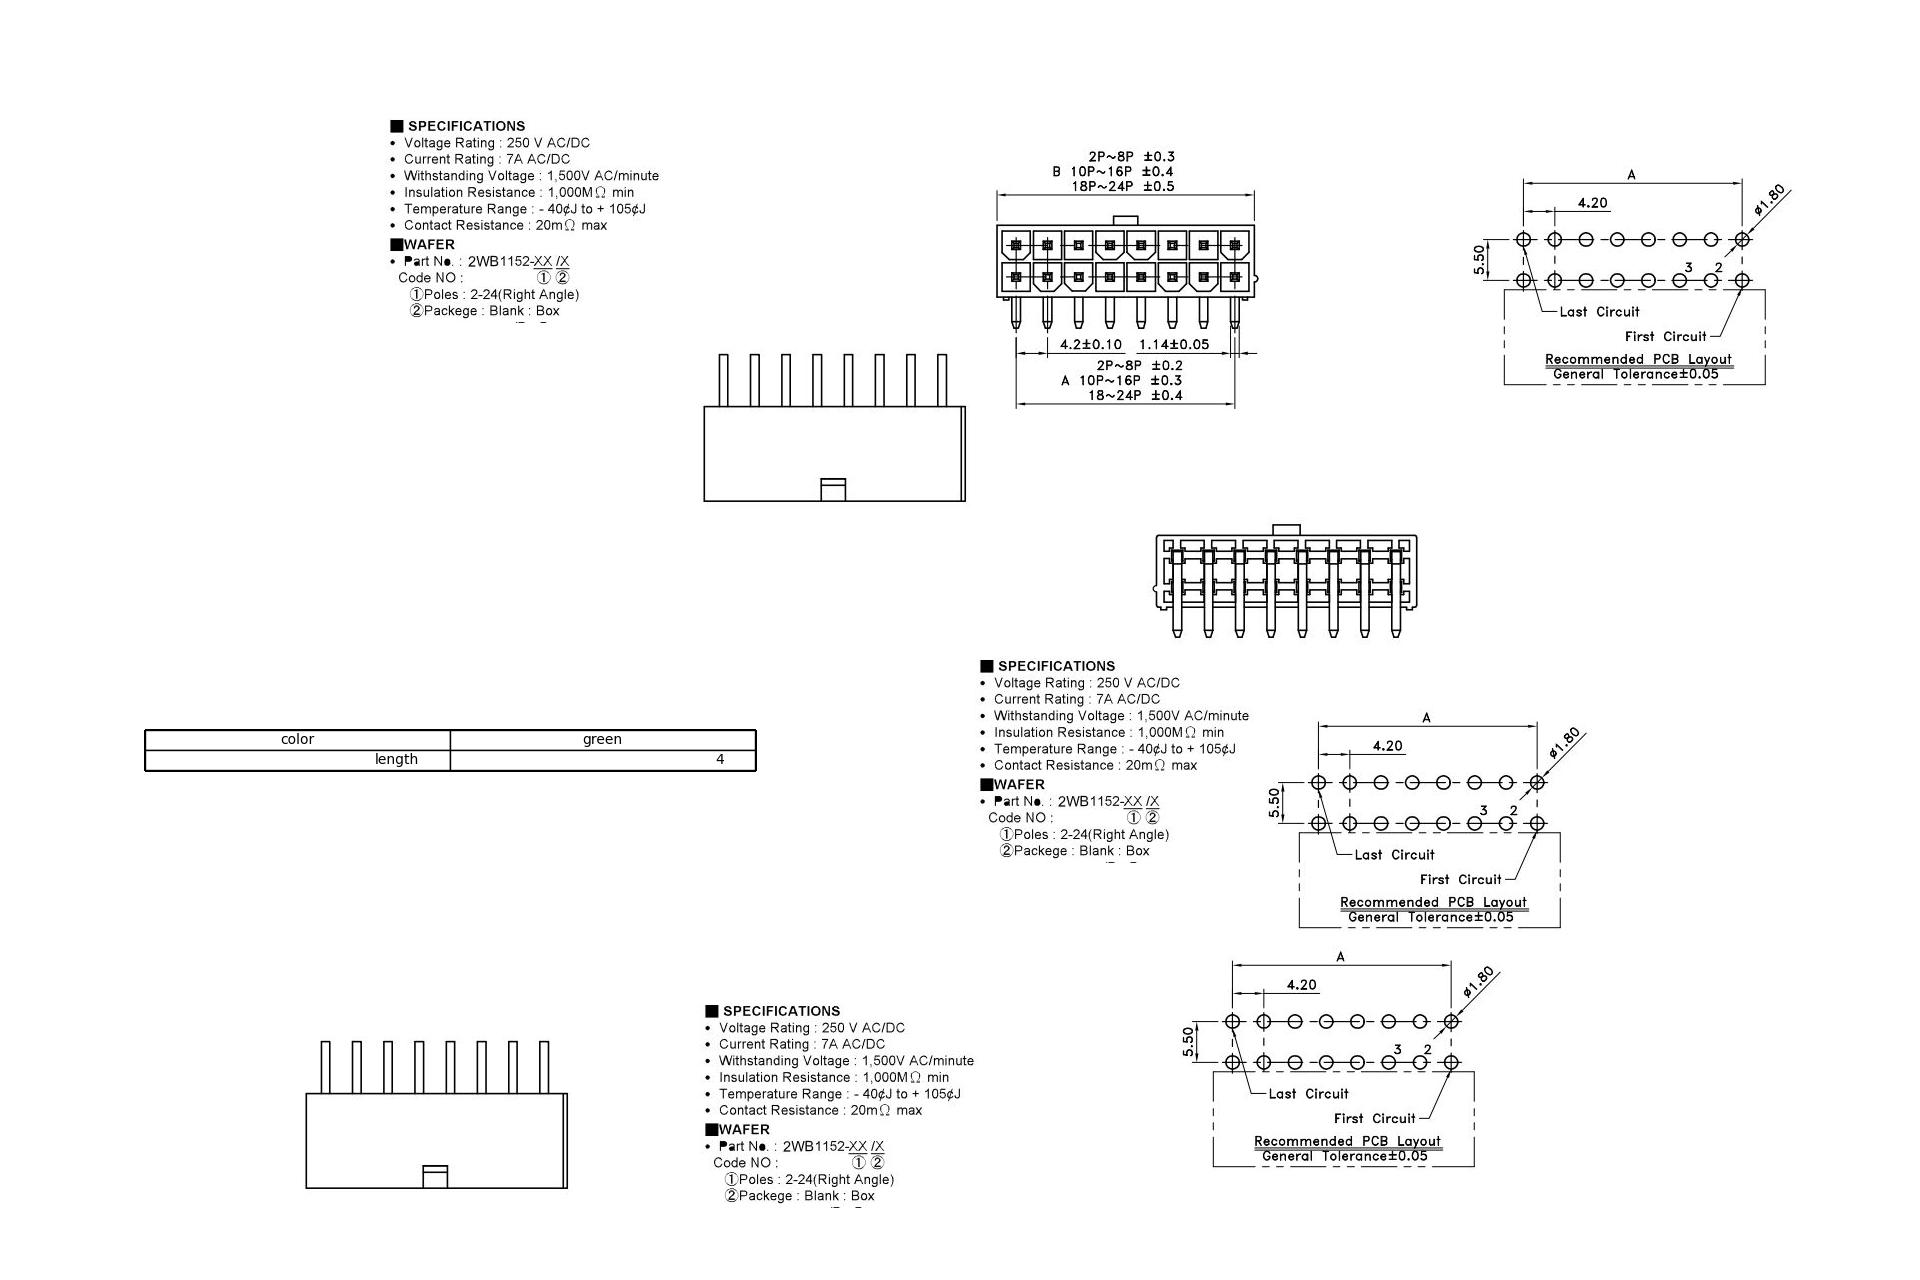 ■ SPECIFICATIONS
• Voltage Rating : 250 V AC/DC
• Current Rating : 7A AC/DC
• Withstanding Voltage : 1,500V AC/minute
• Insulation Resistance : 1,000MΩ min
• Temperature Range : - 40¢J to + 105¢J
• Contact Resistance : 20mΩ max
■WAFER
• Part No. : 2WB1152-XX /X
Code NO : ① ②
①Poles : 2-24(Right Angle)
②Packege : Blank : Box
2P~8P ±0.3
B 10P~16P ±0.4
18P~24P ±0.5
4.2±0.10 1.14±0.05
2P~8P ±0.2
A 10P~16P ±0.3
18~24P ±0.4
A
4.20
ø1.80
5.50
3 2
Last Circuit
First Circuit
Recommended PCB Layout
General Tolerance±0.05
■ SPECIFICATIONS
• Voltage Rating : 250 V AC/DC
• Current Rating : 7A AC/DC
• Withstanding Voltage : 1,500V AC/minute
• Insulation Resistance : 1,000MΩ min
• Temperature Range : - 40¢J to + 105¢J
• Contact Resistance : 20mΩ max
■WAFER
• Part No. : 2WB1152-XX /X
Code NO : ① ②
①Poles : 2-24(Right Angle)
②Packege : Blank : Box
A
4.20
ø1.80
5.50
3 2
Last Circuit
First Circuit
Recommended PCB Layout
General Tolerance±0.05
color green
length 4
■ SPECIFICATIONS
• Voltage Rating : 250 V AC/DC
• Current Rating : 7A AC/DC
• Withstanding Voltage : 1,500V AC/minute
• Insulation Resistance : 1,000MΩ min
• Temperature Range : - 40¢J to + 105¢J
• Contact Resistance : 20mΩ max
■WAFER
• Part No. : 2WB1152-XX /X
Code NO : ① ②
①Poles : 2-24(Right Angle)
②Packege : Blank : Box
A
4.20
ø1.80
5.50
3 2
Last Circuit
First Circuit
Recommended PCB Layout
General Tolerance±0.05